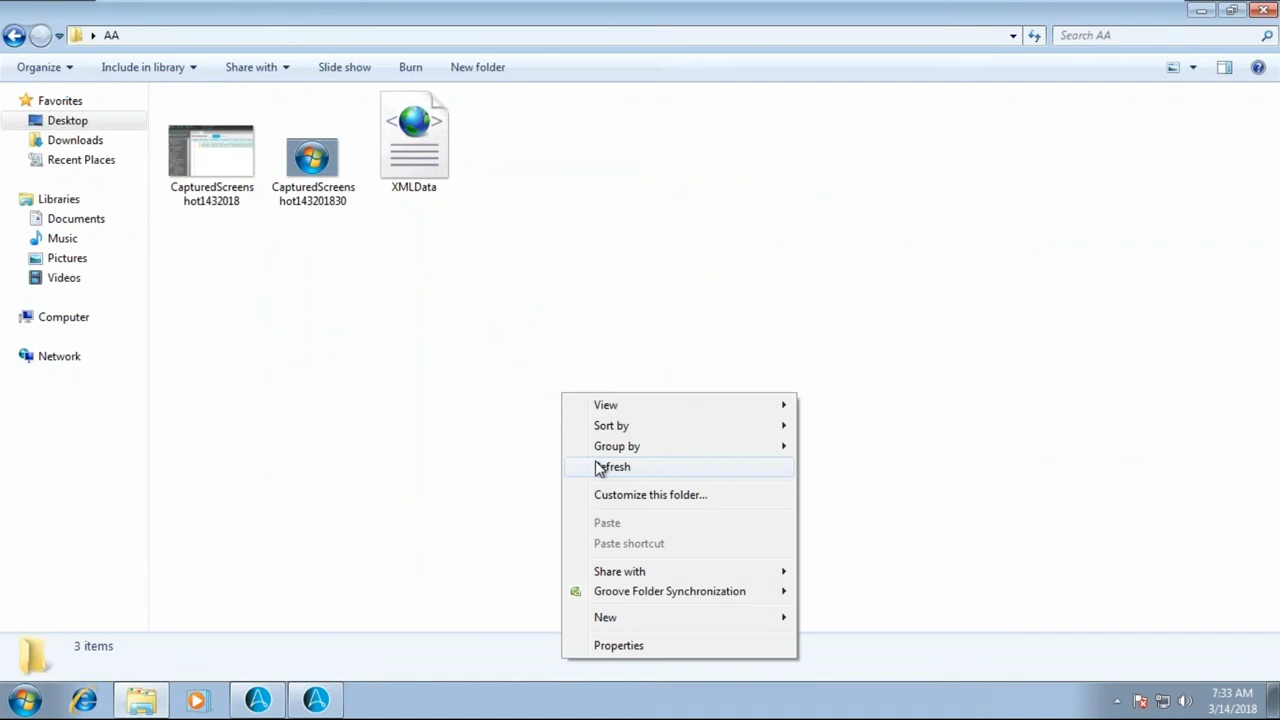 AA
Search AA
Organize
Include in library
Share with
Slide show
Burn
New folder
Favorites
Desktop
Downloads
Recent Places
Libraries
Documents
Music
Pictures
Videos
Computer
Network
CapturedScreens
hot1432018
CapturedScreens
hot143201830
XMLData
View
Sort by
Group by
Refresh
Customize this folder...
Paste
Paste shortcut
Share with
Groove Folder Synchronization
New
Properties
3 items
7:33 AM
3/14/2018